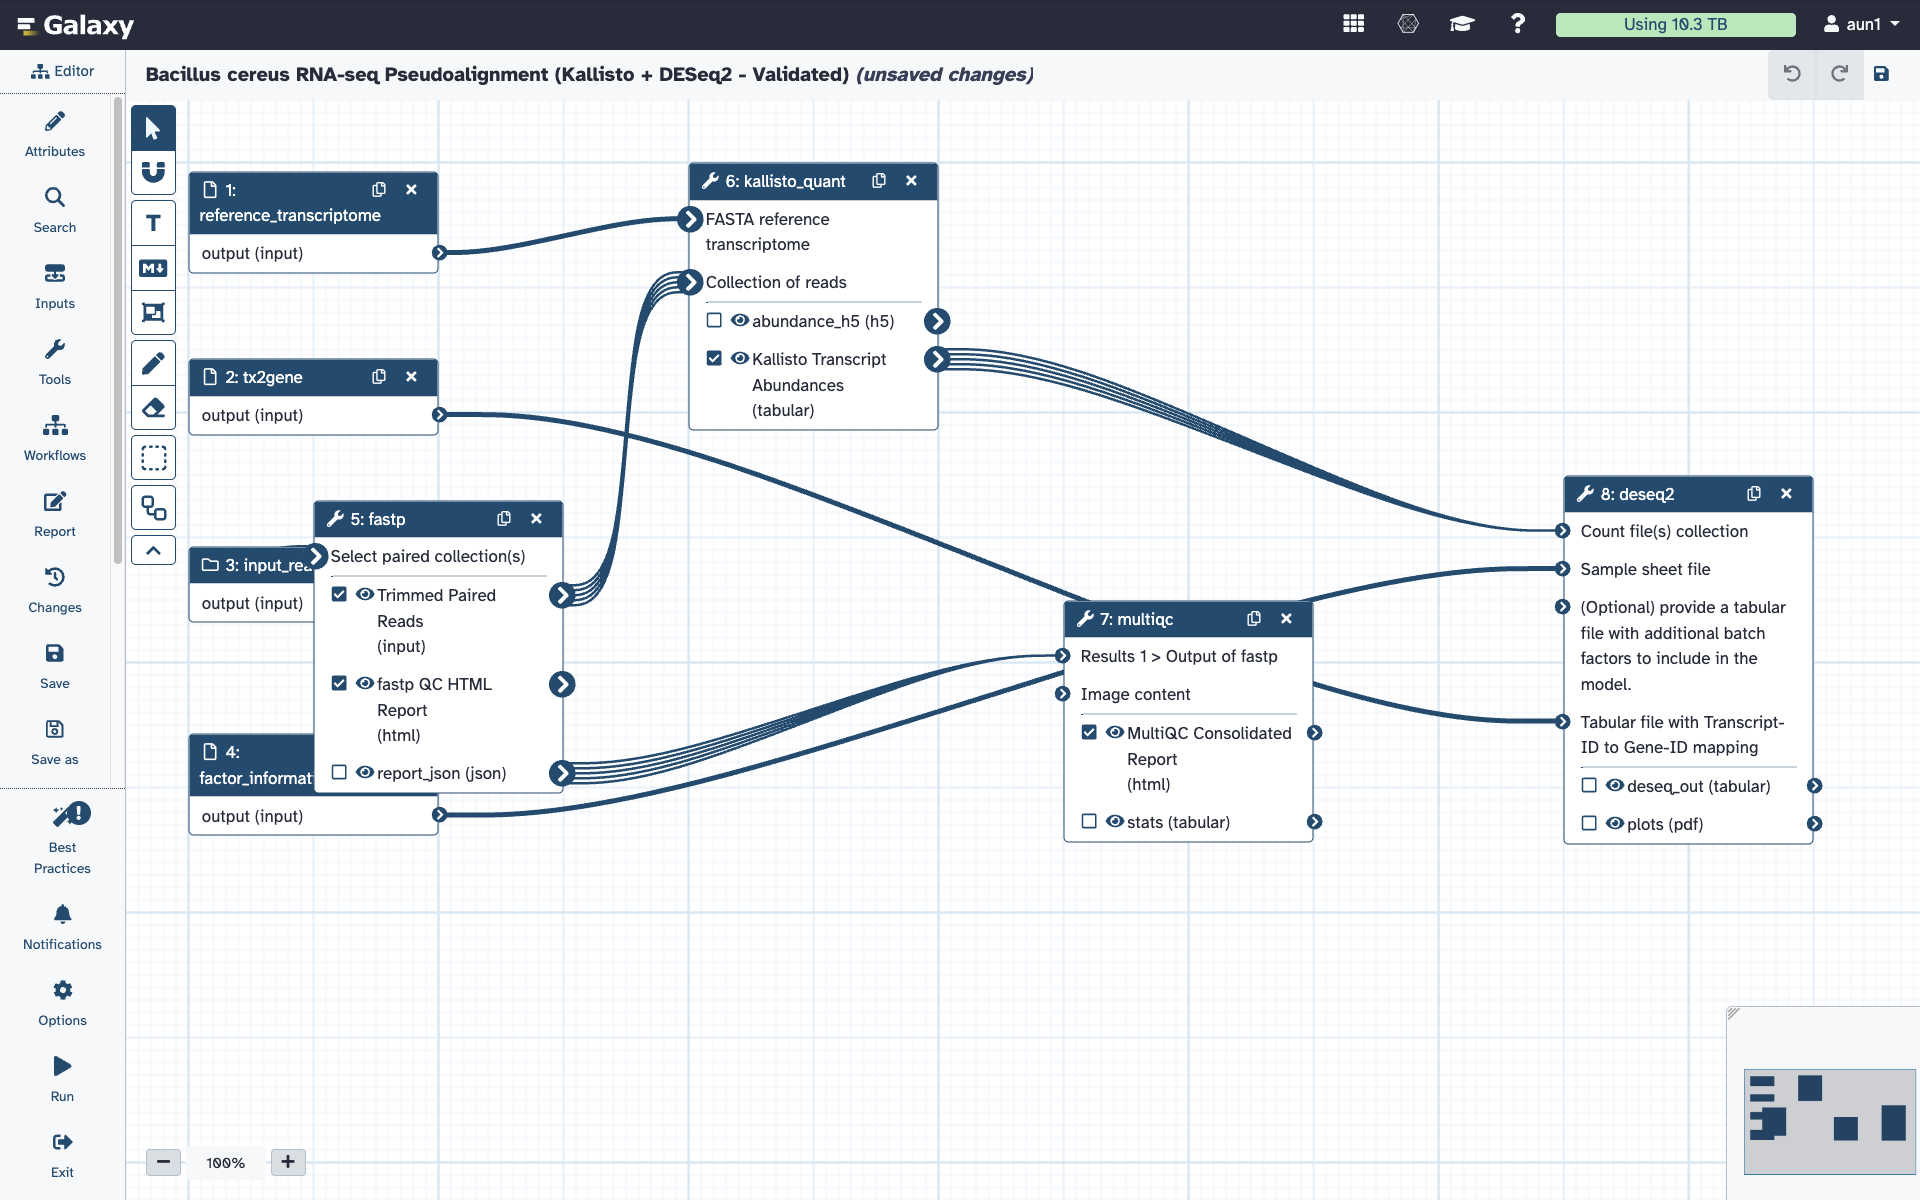 Galaxy
Using 10.3 TB
aun1
Editor
Bacillus cereus RNA-seq Pseudoalignment (Kallisto + DESeq2 - Validated) (unsaved changes)
Attributes
Search
Inputs
Tools
Workflows
Report
Changes
Save
Save as
Best
Practices
Notifications
Options
Run
Exit
T
M
1:
reference_transcriptome
output (input)
2: tx2gene
output (input)
3: input_rea
output (input)
4:
factor_informat
output (input)
5: fastp
Select paired collection(s)
Trimmed Paired
Reads
(input)
fastp QC HTML
Report
(html)
report_json (json)
6: kallisto_quant
FASTA reference
transcriptome
Collection of reads
abundance_h5 (h5)
Kallisto Transcript
Abundances
(tabular)
7: multiqc
Results 1 > Output of fastp
Image content
MultiQC Consolidated
Report
(html)
stats (tabular)
8: deseq2
Count file(s) collection
Sample sheet file
(Optional) provide a tabular
file with additional batch
factors to include in the
model.
Tabular file with Transcript-
ID to Gene-ID mapping
deseq_out (tabular)
plots (pdf)
100%